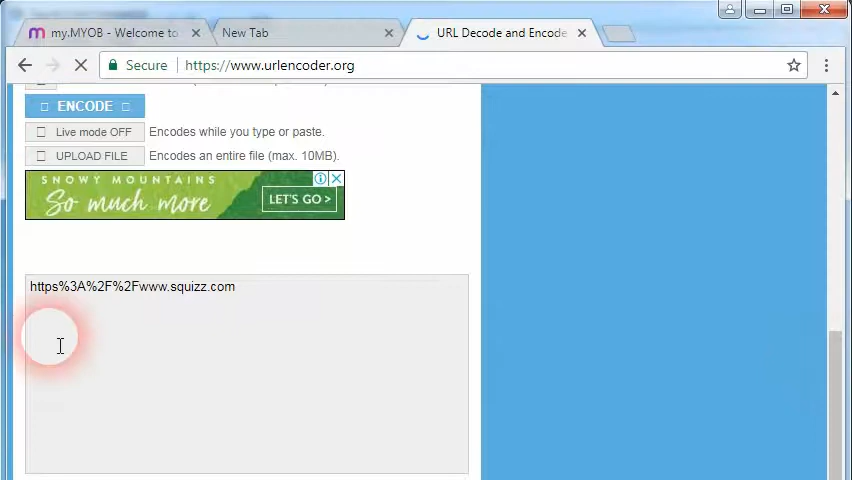 my.MYOB - Welcome to
New Tab
URL Decode and Encode
Secure
https://www.urlencoder.org
ENCODE
Live mode OFF Encodes while you type or paste.
UPLOAD FILE Encodes an entire file (max. 10MB).
SNOWY MOUNTAINS
So much more
LET'S GO >
https%3A%2F%2Fwww.squizz.com